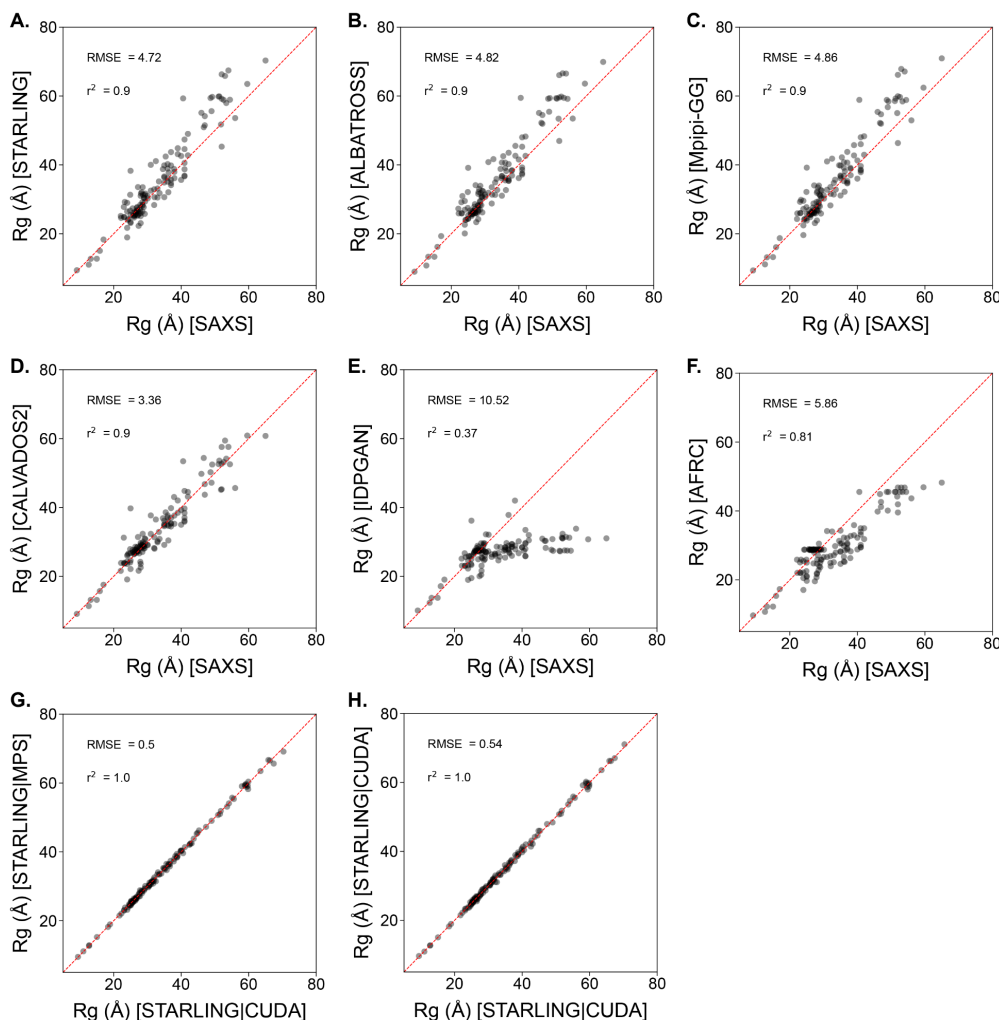 A.
RMSE = 4.72
r² = 0.9
Rg (Å) [STARLING]
80
60
40
20
20 40 60 80
Rg (Å) [SAXS]
B.
RMSE = 4.82
r² = 0.9
Rg (Å) [ALBATROSS]
80
60
40
20
20 40 60 80
Rg (Å) [SAXS]
C.
RMSE = 4.86
r² = 0.9
Rg (Å) [Mpipi-GG]
80
60
40
20
20 40 60 80
Rg (Å) [SAXS]
D.
RMSE = 3.36
r² = 0.9
Rg (Å) [CALVADOS2]
80
60
40
20
20 40 60 80
Rg (Å) [SAXS]
E.
RMSE = 10.52
r² = 0.37
Rg (Å) [IDPGAN]
80
60
40
20
20 40 60 80
Rg (Å) [SAXS]
F.
RMSE = 5.86
r² = 0.81
Rg (Å) [AFRC]
80
60
40
20
20 40 60 80
Rg (Å) [SAXS]
G.
RMSE = 0.5
r² = 1.0
Rg (Å) [STARLING|MPS]
80
60
40
20
20 40 60 80
Rg (Å) [STARLING|CUDA]
H.
RMSE = 0.54
r² = 1.0
Rg (Å) [STARLING|CUDA]
80
60
40
20
20 40 60 80
Rg (Å) [STARLING|CUDA]